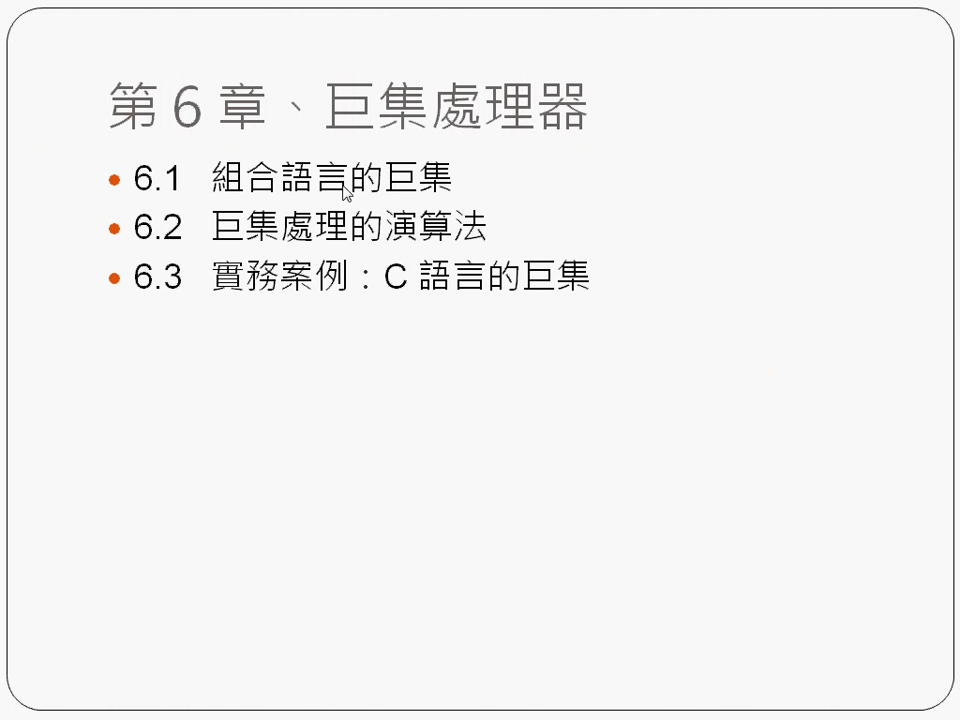 第 6 章、巨集處理器
• 6.1 組合語言的巨集
• 6.2 巨集處理的演算法
• 6.3 實務案例：C 語言的巨集